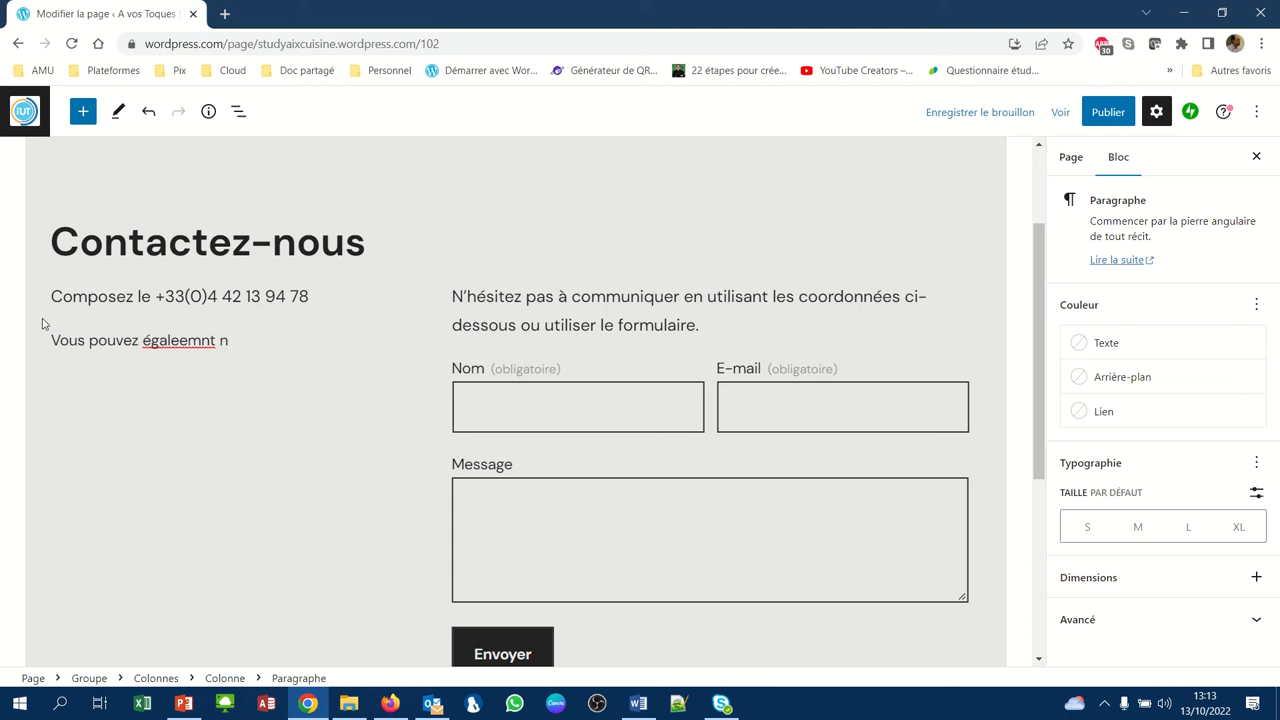 Modifier la page ‹ A vos Toques
wordpress.com/page/studyaixcuisine.wordpress.com/102
30
AMU
Plateformes
Pix
Cloud
Doc partagé
Personnel
Démarrer avec Wor...
Générateur de QR...
22 étapes pour crée...
YouTube Creators –...
Questionnaire étud...
»
Autres favoris
iUT
Enregistrer le brouillon
Voir
Publier
Page
Bloc
Paragraphe
Commencer par la pierre angulaire
de tout récit.
Lire la suite
Couleur
Texte
Arrière-plan
Lien
Typographie
TAILLE PAR DÉFAUT
S M L XL
Dimensions
Avancé
Contactez-nous
Composez le +33(0)4 42 13 94 78
Vous pouvez égaleemnt n
N'hésitez pas à communiquer en utilisant les coordonnées ci-
dessous ou utiliser le formulaire.
Nom (obligatoire)
E-mail (obligatoire)
Message
Envoyer
Page > Groupe > Colonnes > Colonne > Paragraphe
13:13
13/10/2022